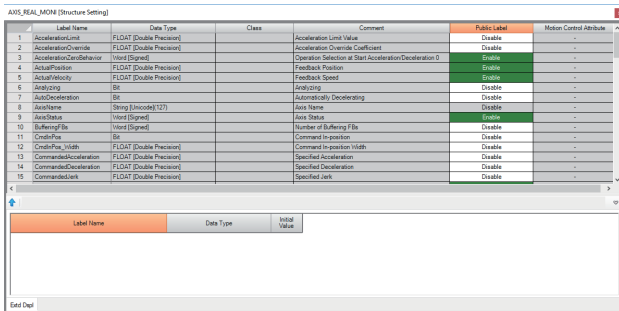 AXIS_REAL_MONI [Structure Setting]
Label Name Data Type Class Comment Public Label Motion Control Attribute
1 AccelerationLimit FLOAT [Double Precision] Acceleration Limit Value Disable -
2 AccelerationOverride FLOAT [Double Precision] Acceleration Override Coefficient Disable -
3 AccelerationZeroBehavior Word [Signed] Operation Selection at Start Acceleration/Deceleration 0 Enable -
4 ActualPosition FLOAT [Double Precision] Feedback Position Enable -
5 ActualVelocity FLOAT [Double Precision] Feedback Speed Enable -
6 Analyzing Bit Analyzing Disable -
7 AutoDeceleration Bit Automatically Decelerating Disable -
8 AxisName String [Unicode](127) Axis Name Disable -
9 AxisStatus Word [Signed] Axis Status Enable -
10 BufferingFBs Word [Signed] Number of Buffering FBs Disable -
11 CmdInPos Bit Command In-position Disable -
12 CmdInPos_Width FLOAT [Double Precision] Command In-position Width Disable -
13 CommandedAcceleration FLOAT [Double Precision] Specified Acceleration Disable -
14 CommandedDeceleration FLOAT [Double Precision] Specified Deceleration Disable -
15 CommandedJerk FLOAT [Double Precision] Specified Jerk Disable -
Label Name Data Type Initial Value
Extd Dspl